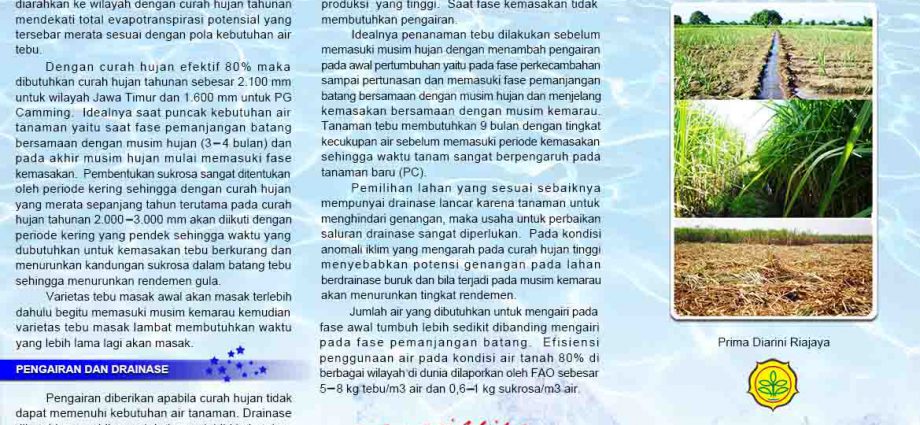 diarahkan ke wilayah dengan curah hujan tahunan
mendekati total evapotranspirasi potensial yang
tersebar merata sesuai dengan pola kebutuhan air
tebu.
Dengan curah hujan efektif 80% maka
dibutuhkan curah hujan tahunan sebesar 2.100 mm
untuk wilayah Jawa Timur dan 1.600 mm untuk PG
Camming. Idealnya saat puncak kebutuhan air
tanaman yaitu saat fase pemanjangan batang
bersamaan dengan musim hujan (3–4 bulan) dan
pada akhir musim hujan mulai memasuki fase
kemasakan. Pembentukan sukrosa sangat ditentukan
oleh periode kering sehingga dengan curah hujan
yang merata sepanjang tahun terutama pada curah
hujan tahunan 2.000–3.000 mm akan diikuti dengan
periode kering yang pendek sehingga waktu yang
dubutuhkan untuk kemasakan tebu berkurang dan
menurunkan kandungan sukrosa dalam batang tebu
sehingga menurunkan rendemen gula.
Varietas tebu masak awal akan masak terlebih
dahulu begitu memasuki musim kemarau kemudian
varietas tebu masak lambat membutuhkan waktu
yang lebih lama lagi akan masak.
PENGAIRAN DAN DRAINASE
Pengairan diberikan apabila curah hujan tidak
dapat memenuhi kebutuhan air tanaman. Drainase
produksi yang tinggi. Saat fase kemasakan tidak
membutuhkan pengairan.
Idealnya penanaman tebu dilakukan sebelum
memasuki musim hujan dengan menambah pengairan
pada awal pertumbuhan yaitu pada fase perkecambahan
sampai pertunasan dan memasuki fase pemanjangan
batang bersamaan dengan musim hujan dan menjelang
kemasakan bersamaan dengan musim kemarau.
Tanaman tebu membutuhkan 9 bulan dengan tingkat
kecukupan air sebelum memasuki periode kemasakan
sehingga waktu tanam sangat berpengaruh pada
tanaman baru (PC).
Pemilihan lahan yang sesuai sebaiknya
mempunyai drainase lancar karena tanaman untuk
menghindari genangan, maka usaha untuk perbaikan
saluran drainase sangat diperlukan. Pada kondisi
anomali iklim yang mengarah pada curah hujan tinggi
menyebabkan potensi genangan pada lahan
berdrainase buruk dan bila terjadi pada musim kemarau
akan menurunkan tingkat rendemen.
Jumlah air yang dibutuhkan untuk mengairi pada
fase awal tumbuh lebih sedikit dibanding mengairi
pada fase pemanjangan batang. Efisiensi
penggunaan air pada kondisi air tanah 80% di
berbagai wilayah di dunia dilaporkan oleh FAO sebesar
5–8 kg tebu/m3 air dan 0,6–1 kg sukrosa/m3 air.
Prima Diarini Riajaya